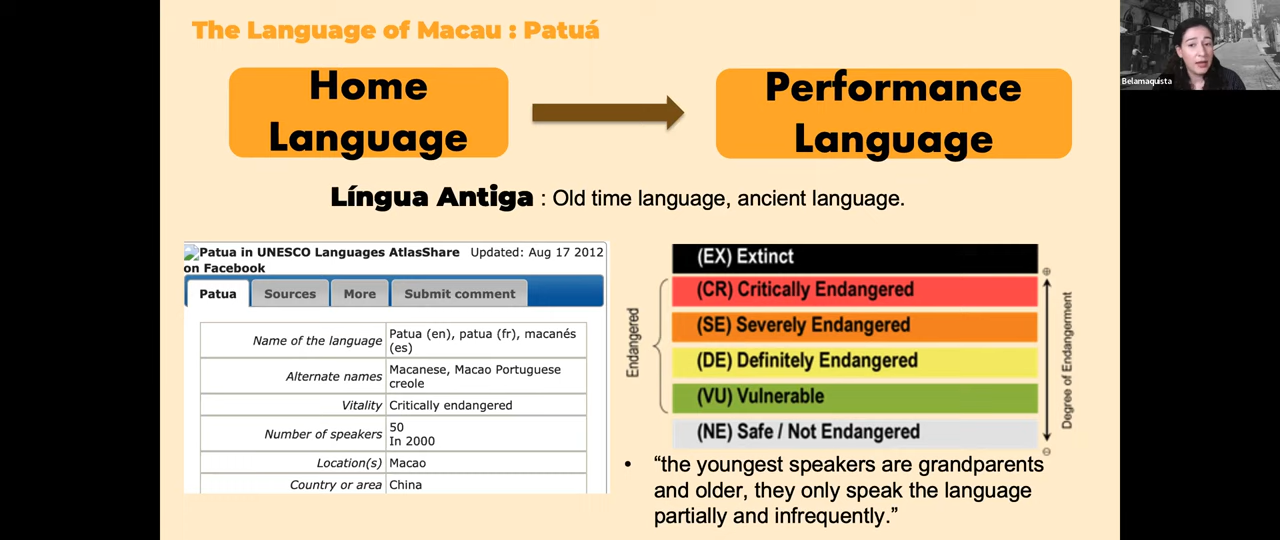 The Language of Macau : Patuá
Belamaquista
Home
Language
Performance
Language
Língua Antiga : Old time language, ancient language.
Patua in UNESCO Languages AtlasShare Updated: Aug 17 2012
on Facebook
Patua Sources More Submit comment
Name of the language Patua (en), patua (fr), macanés
(es)
Alternate names Macanese, Macao Portuguese
creole
Vitality Critically endangered
Number of speakers 50
In 2000
Location(s) Macao
Country or area China
Endangered
(EX) Extinct
(CR) Critically Endangered
(SE) Severely Endangered
(DE) Definitely Endangered
(VU) Vulnerable
(NE) Safe / Not Endangered
Degree of Endangerment
• “the youngest speakers are grandparents
and older, they only speak the language
partially and infrequently.”